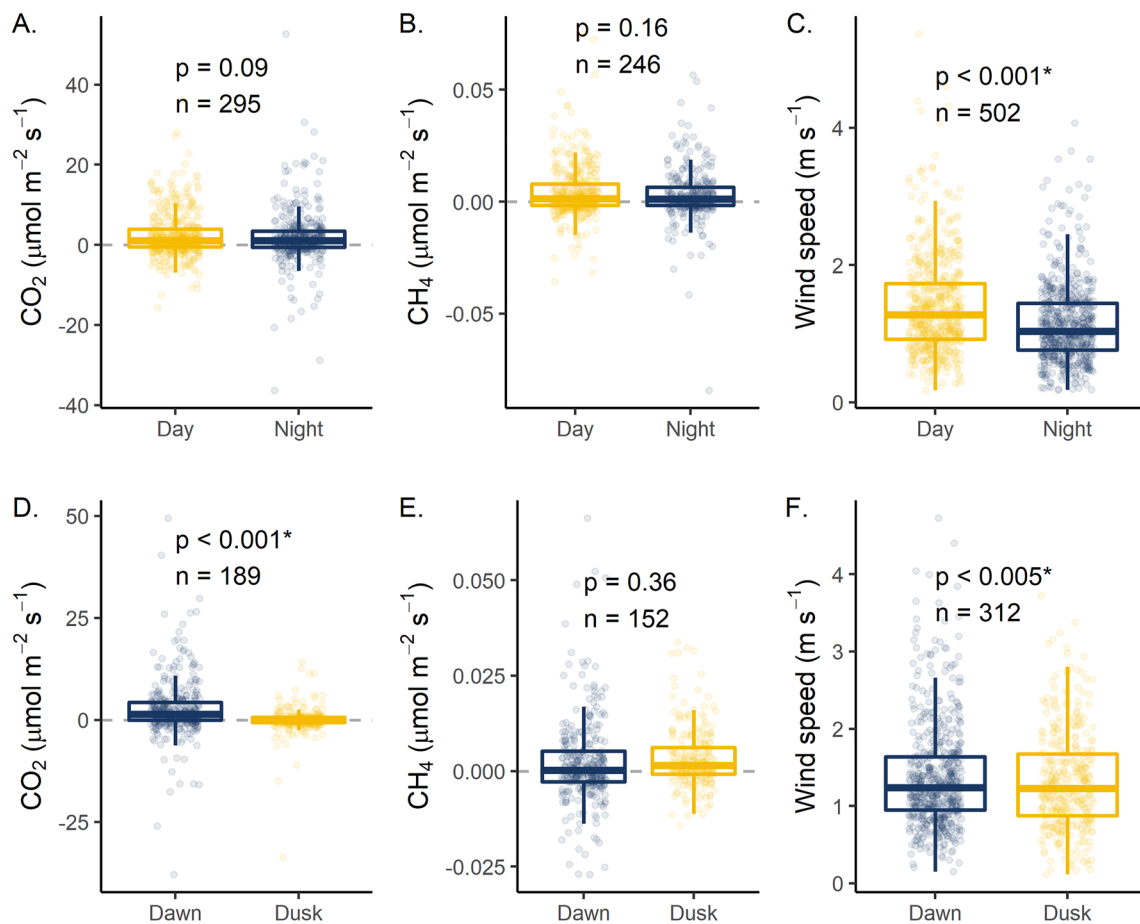 A.
p = 0.09
n = 295
CO₂ (μmol m⁻² s⁻¹)
40
20
0
-20
-40
Day
Night
B.
p = 0.16
n = 246
CH₄ (μmol m⁻² s⁻¹)
0.05
0.00
-0.05
Day
Night
C.
p < 0.001*
n = 502
Wind speed (m s⁻¹)
4
2
0
Day
Night
D.
p < 0.001*
n = 189
CO₂ (μmol m⁻² s⁻¹)
50
25
0
-25
Dawn
Dusk
E.
p = 0.36
n = 152
CH₄ (μmol m⁻² s⁻¹)
0.050
0.025
0.000
-0.025
Dawn
Dusk
F.
p < 0.005*
n = 312
Wind speed (m s⁻¹)
4
3
2
1
0
Dawn
Dusk